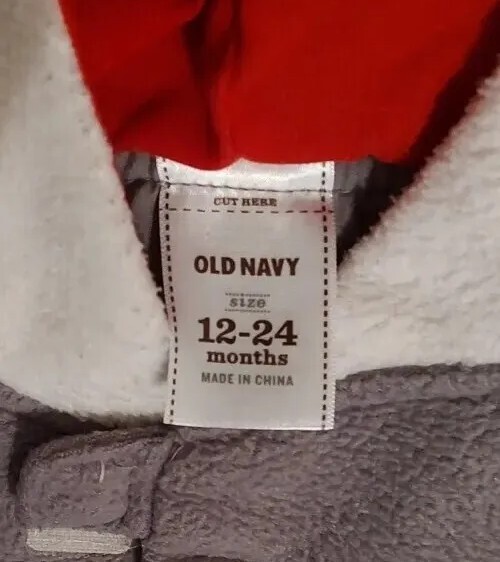 CUT HERE
OLD NAVY
size
12-24
months
MADE IN CHINA